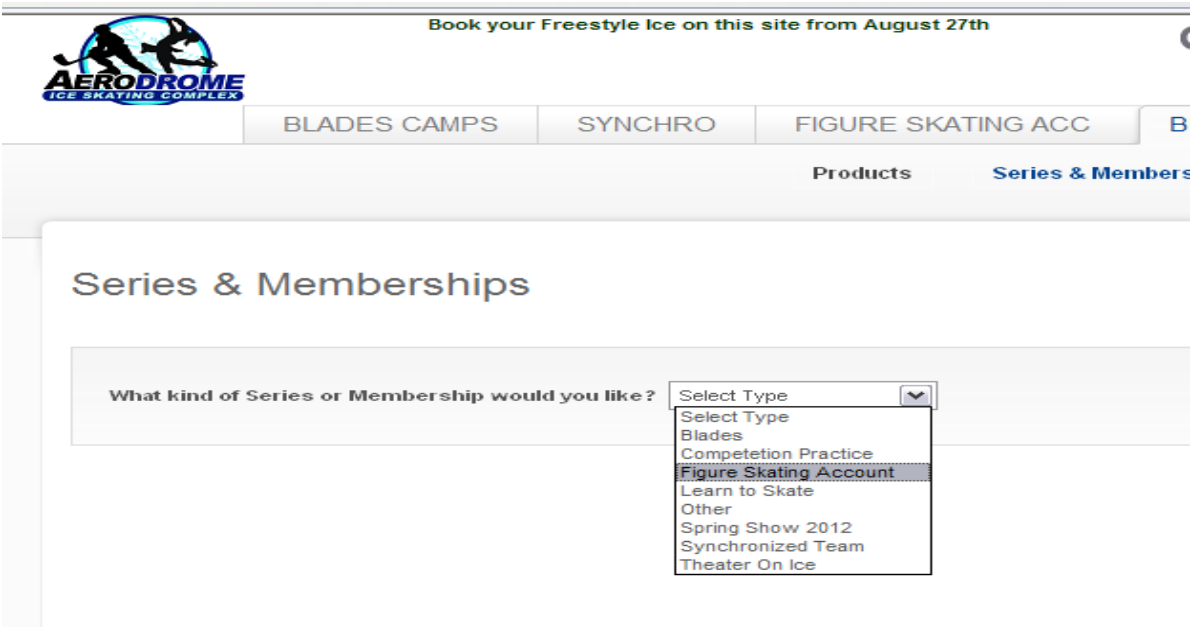 Book your Freestyle Ice on this site from August 27th
AERODROME
ICE SKATING COMPLEX
BLADES CAMPS SYNCHRO FIGURE SKATING ACC B
Products Series & Members
Series & Memberships
What kind of Series or Membership would you like? Select Type
Select Type
Blades
Competetion Practice
Figure Skating Account
Learn to Skate
Other
Spring Show 2012
Synchronized Team
Theater On Ice